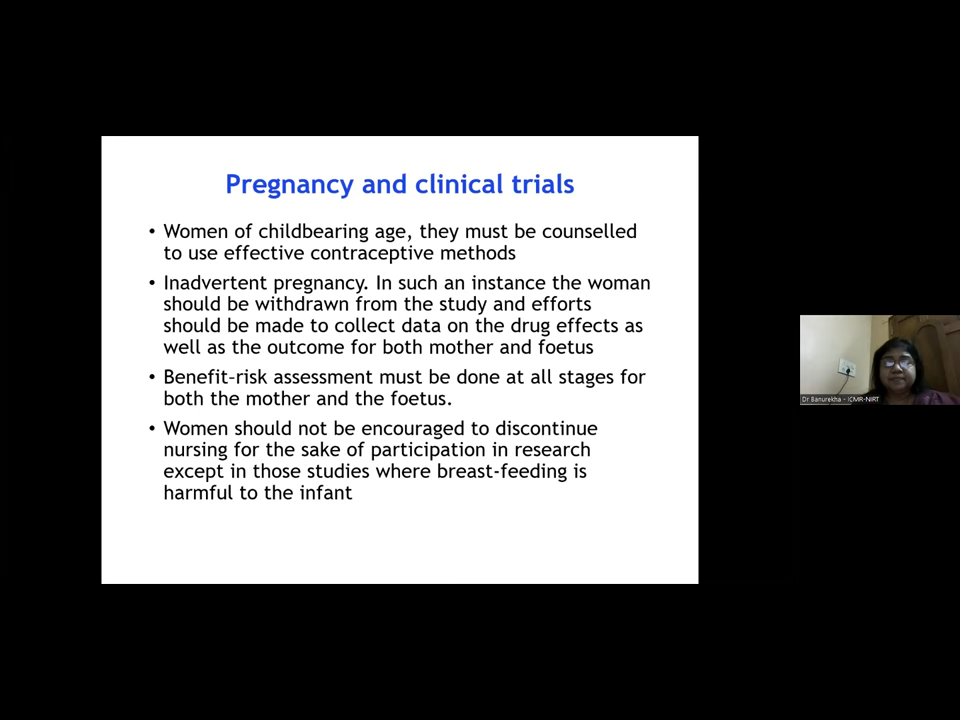 Pregnancy and clinical trials
• Women of childbearing age, they must be counselled
to use effective contraceptive methods
• Inadvertent pregnancy. In such an instance the woman
should be withdrawn from the study and efforts
should be made to collect data on the drug effects as
well as the outcome for both mother and foetus
• Benefit-risk assessment must be done at all stages for
both the mother and the foetus.
• Women should not be encouraged to discontinue
nursing for the sake of participation in research
except in those studies where breast-feeding is
harmful to the infant
Dr Banurekha - ICMR-NIRT